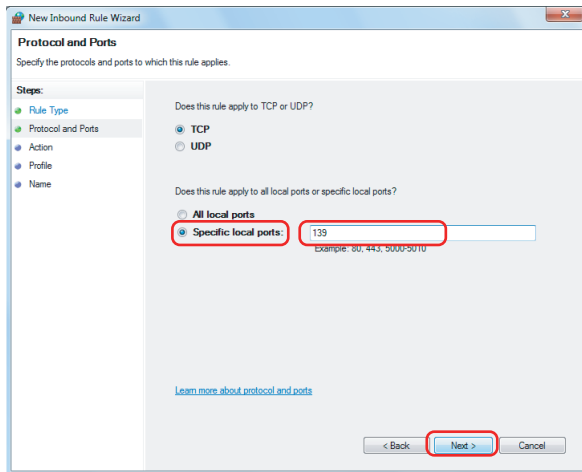 New Inbound Rule Wizard
Protocol and Ports
Specify the protocols and ports to which this rule applies.
Steps:
Rule Type
Protocol and Ports
Action
Profile
Name
Does this rule apply to TCP or UDP?
TCP
UDP
Does this rule apply to all local ports or specific local ports?
All local ports
Specific local ports: 139
Example: 80, 443, 5000-5010
Learn more about protocol and ports
< Back Next > Cancel